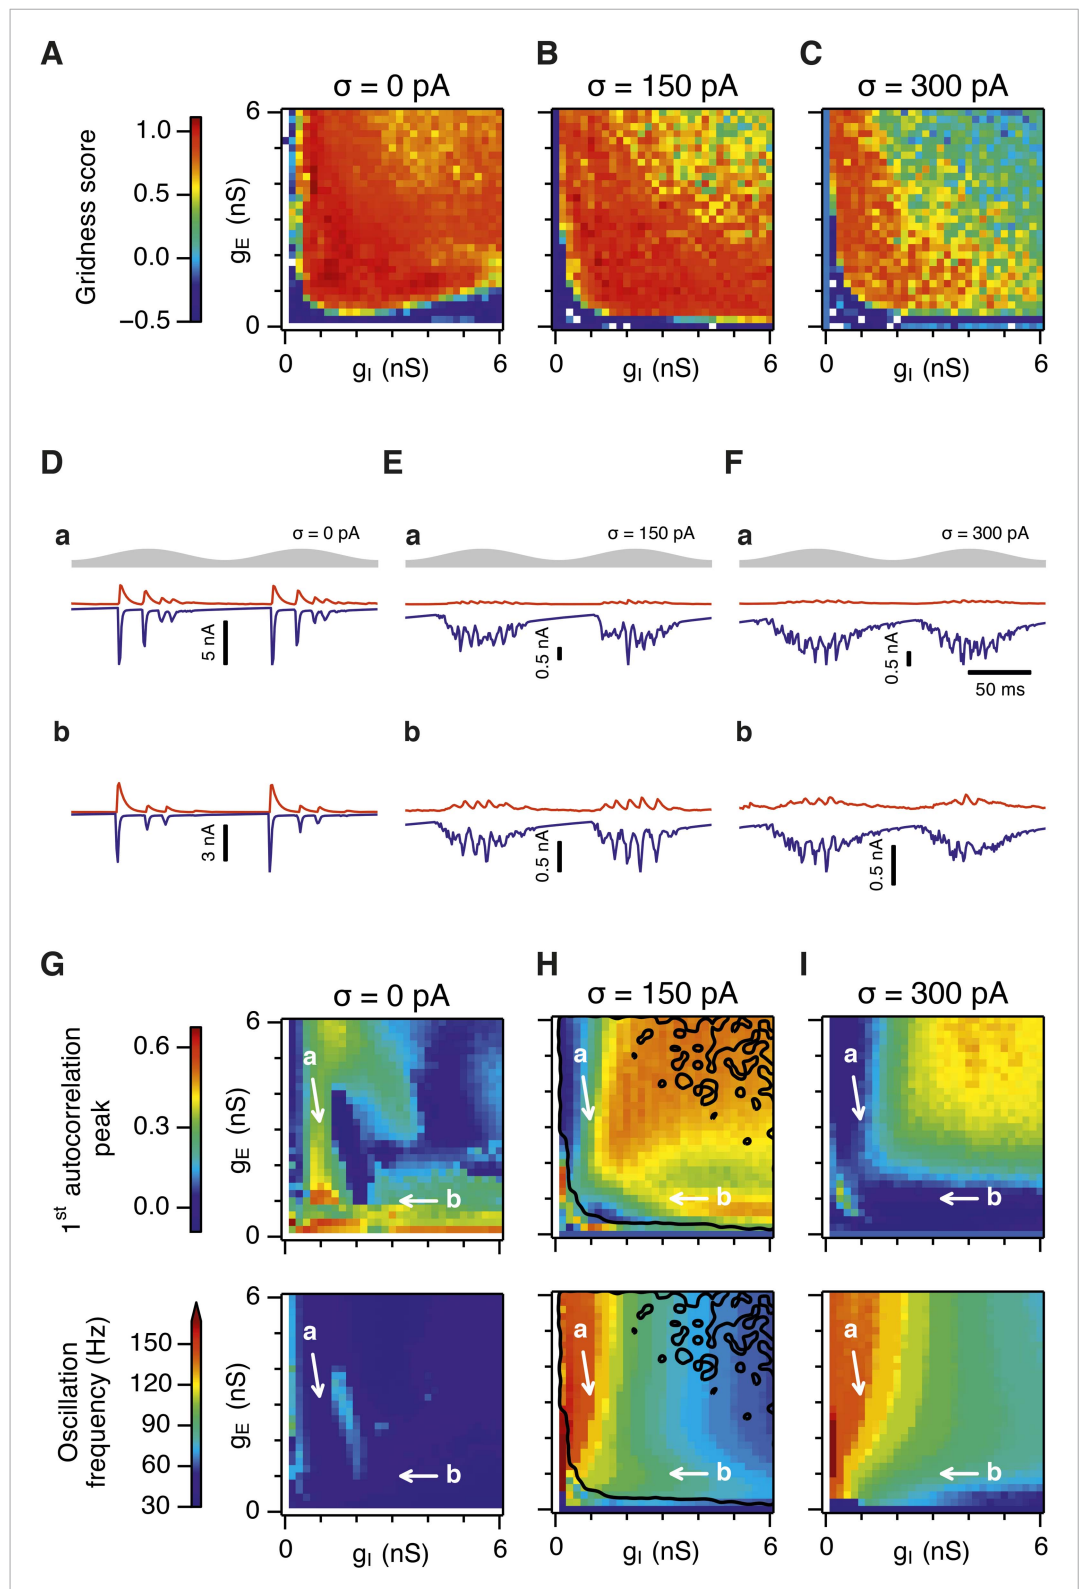 A
B
C
σ = 0 pA
σ = 150 pA
σ = 300 pA
Gridness score
1.0
0.5
0.0
−0.5
gE (nS)
6
0
0
gI (nS)
6
0
gI (nS)
6
0
gI (nS)
6
D
E
F
a
σ = 0 pA
a
σ = 150 pA
a
σ = 300 pA
5 nA
0.5 nA
0.5 nA
50 ms
b
b
b
3 nA
0.5 nA
0.5 nA
G
H
I
σ = 0 pA
σ = 150 pA
σ = 300 pA
1st autocorrelation
peak
0.6
0.3
0.0
gE (nS)
6
0
a
b
a
b
a
b
Oscillation
frequency (Hz)
150
120
90
60
30
gE (nS)
6
0
a
b
a
b
a
b
0
gI (nS)
6
0
gI (nS)
6
0
gI (nS)
6